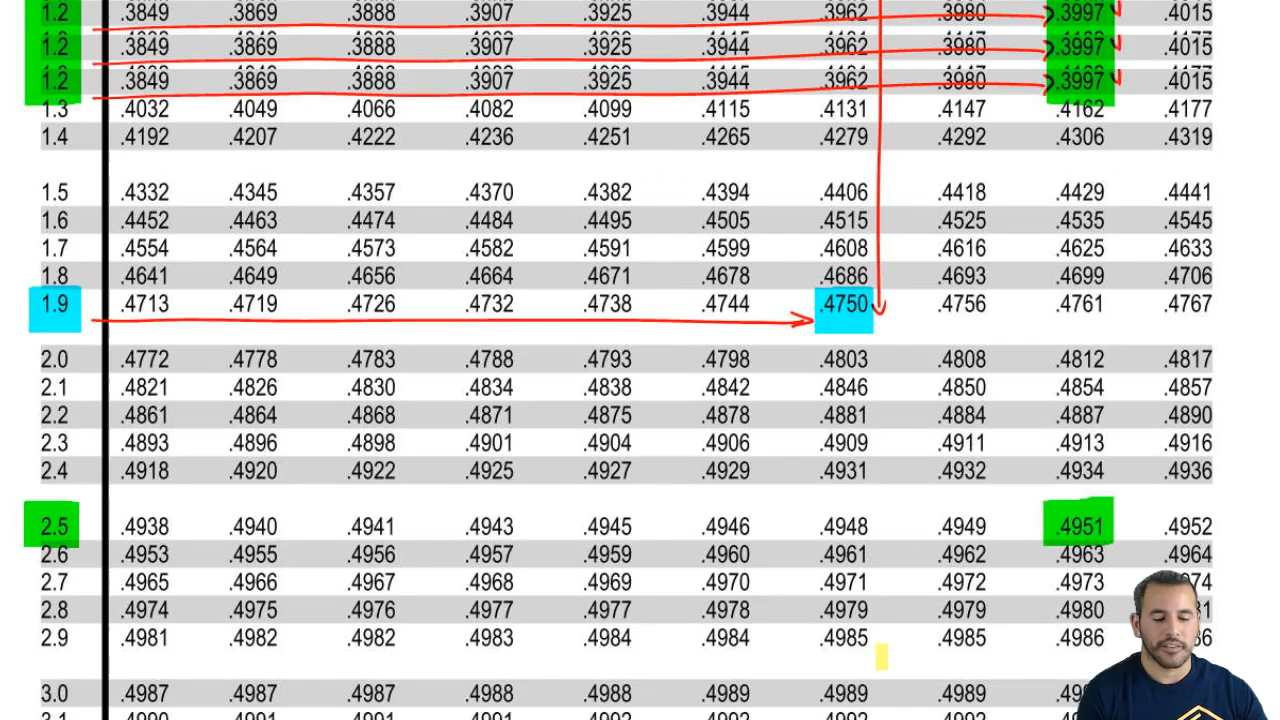 1.2 .3849 .3869 .3888 .3907 .3925 .3944 .3962 .3980 .3997 .4015
1.2 .3849 .3869 .3888 .3907 .3925 .3944 .3962 .3980 .3997 .4015
1.2 .3849 .3869 .3888 .3907 .3925 .3944 .3962 .3980 .3997 .4015
1.3 .4032 .4049 .4066 .4082 .4099 .4115 .4131 .4147 .4162 .4177
1.4 .4192 .4207 .4222 .4236 .4251 .4265 .4279 .4292 .4306 .4319
1.5 .4332 .4345 .4357 .4370 .4382 .4394 .4406 .4418 .4429 .4441
1.6 .4452 .4463 .4474 .4484 .4495 .4505 .4515 .4525 .4535 .4545
1.7 .4554 .4564 .4573 .4582 .4591 .4599 .4608 .4616 .4625 .4633
1.8 .4641 .4649 .4656 .4664 .4671 .4678 .4686 .4693 .4699 .4706
1.9 .4713 .4719 .4726 .4732 .4738 .4744 .4750 .4756 .4761 .4767
2.0 .4772 .4778 .4783 .4788 .4793 .4798 .4803 .4808 .4812 .4817
2.1 .4821 .4826 .4830 .4834 .4838 .4842 .4846 .4850 .4854 .4857
2.2 .4861 .4864 .4868 .4871 .4875 .4878 .4881 .4884 .4887 .4890
2.3 .4893 .4896 .4898 .4901 .4904 .4906 .4909 .4911 .4913 .4916
2.4 .4918 .4920 .4922 .4925 .4927 .4929 .4931 .4932 .4934 .4936
2.5 .4938 .4940 .4941 .4943 .4945 .4946 .4948 .4949 .4951 .4952
2.6 .4953 .4955 .4956 .4957 .4959 .4960 .4961 .4962 .4963 .4964
2.7 .4965 .4966 .4967 .4968 .4969 .4970 .4971 .4972 .4973
2.8 .4974 .4975 .4976 .4977 .4977 .4978 .4979 .4979 .4980
2.9 .4981 .4982 .4982 .4983 .4984 .4984 .4985 .4985 .4986
3.0 .4987 .4987 .4987 .4988 .4988 .4989 .4989 .4989